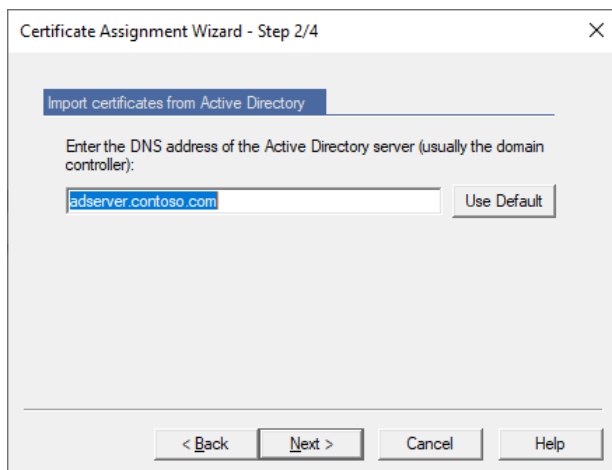 Certificate Assignment Wizard - Step 2/4
Import certificates from Active Directory
Enter the DNS address of the Active Directory server (usually the domain
controller):
adserver.contoso.com
Use Default
< Back
Next >
Cancel
Help